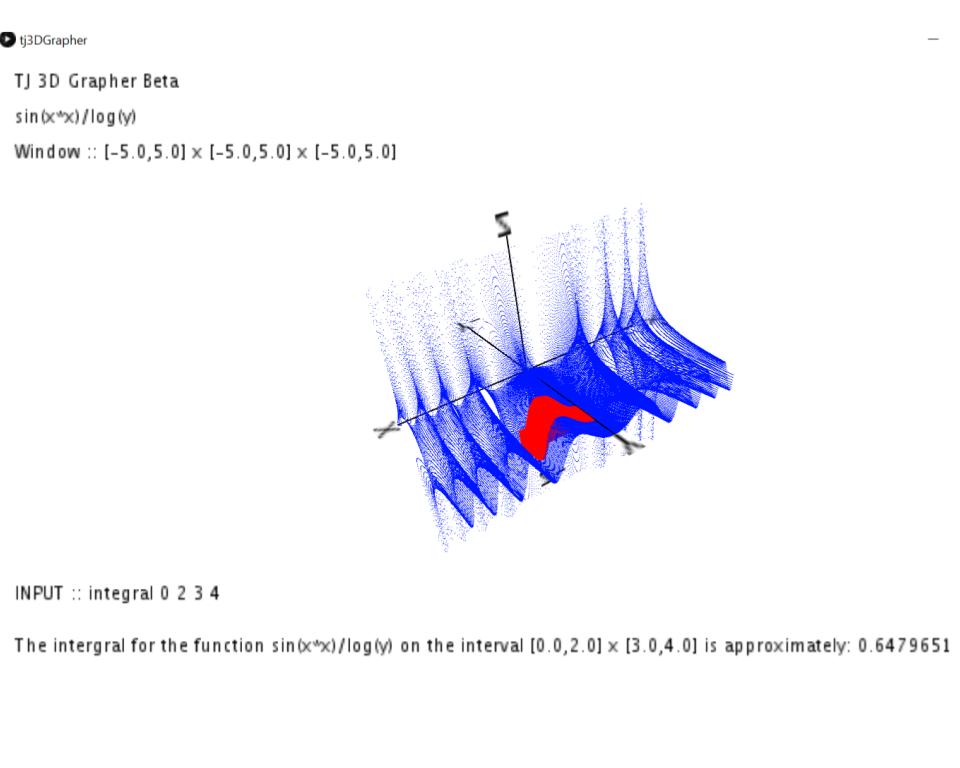 tj3DGrapher
TJ 3D Grapher Beta
sin(x*x)/log(y)
Window :: [-5.0,5.0] x [-5.0,5.0] x [-5.0,5.0]
Z
X
Y
INPUT :: integral 0 2 3 4
The intergral for the function sin(x*x)/log(y) on the interval [0.0,2.0] x [3.0,4.0] is approximately: 0.6479651